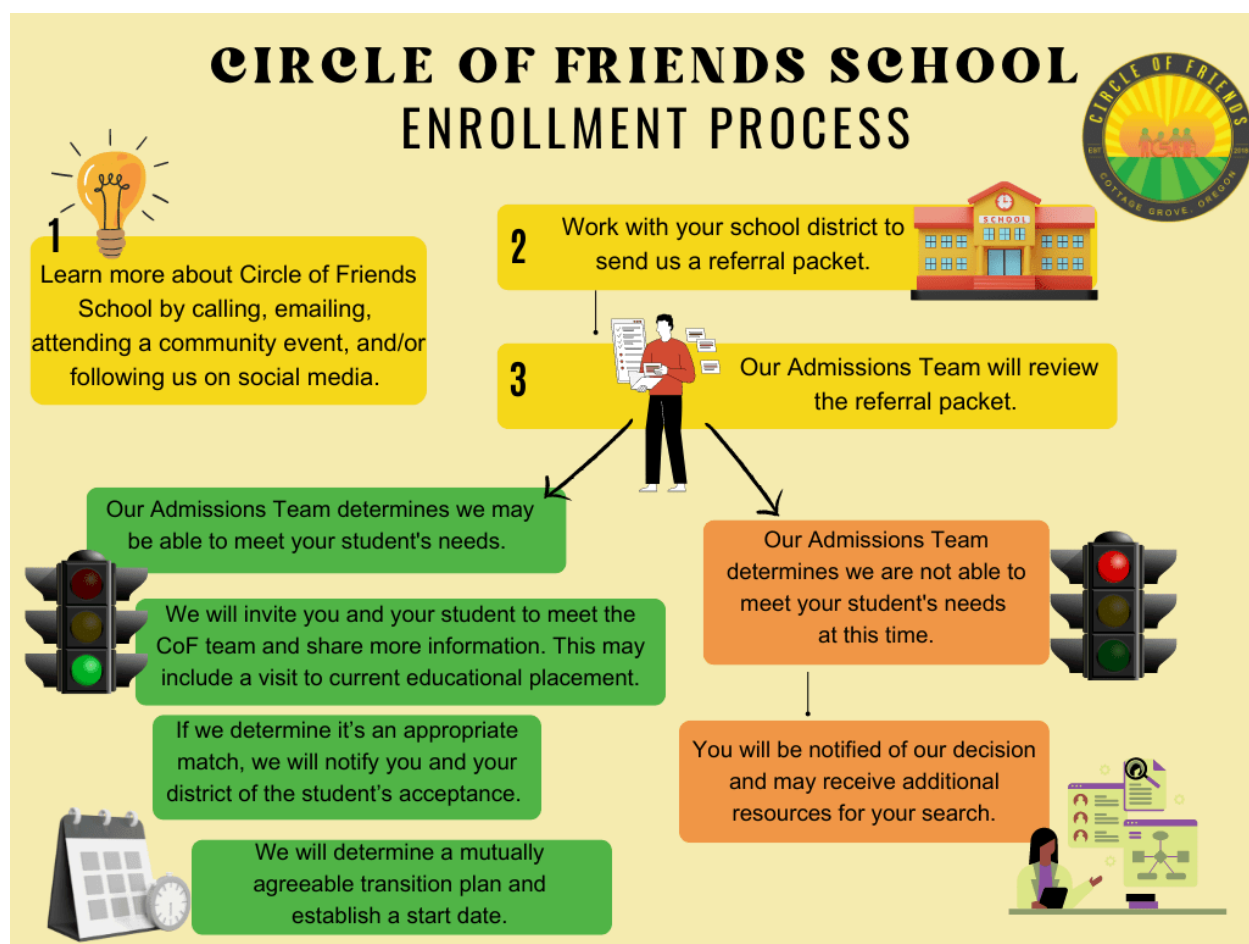 CIRCLE OF FRIENDS SCHOOL
ENROLLMENT PROCESS
CIRCLE OF FRIENDS
EST
2018
COTTAGE GROVE, OREGON
1
Learn more about Circle of Friends
School by calling, emailing,
attending a community event, and/or
following us on social media.
2
Work with your school district to
send us a referral packet.
SCHOOL
3
Our Admissions Team will review
the referral packet.
Our Admissions Team determines we may
be able to meet your student's needs.
We will invite you and your student to meet the
CoF team and share more information. This may
include a visit to current educational placement.
If we determine it’s an appropriate
match, we will notify you and your
district of the student’s acceptance.
We will determine a mutually
agreeable transition plan and
establish a start date.
Our Admissions Team
determines we are not able to
meet your student's needs
at this time.
You will be notified of our decision
and may receive additional
resources for your search.